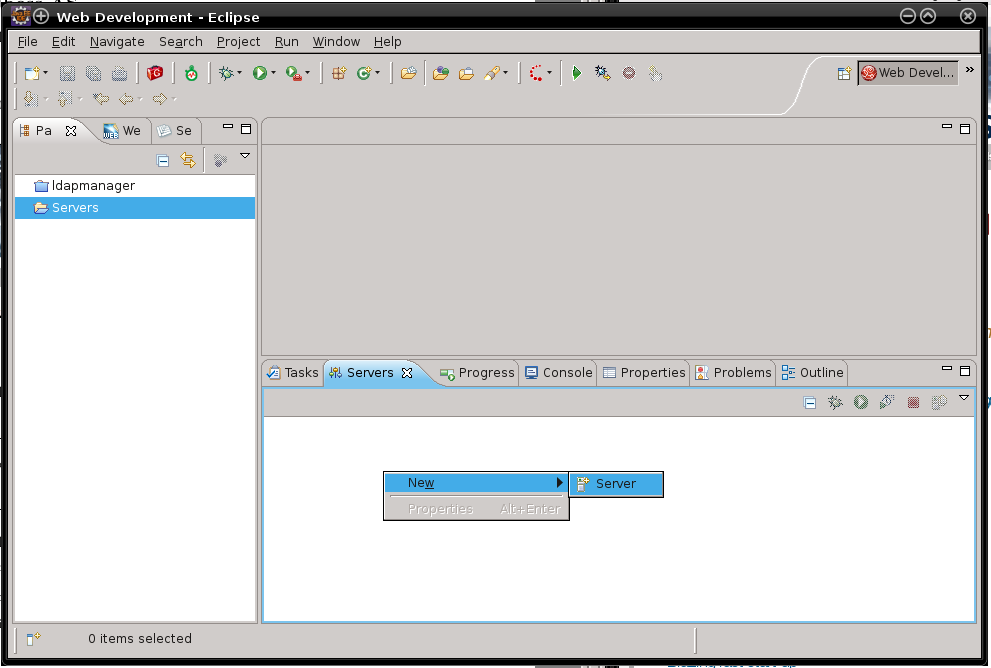 Web Development - Eclipse
File Edit Navigate Search Project Run Window Help
Web Devel... »
Pa We Se
ldapmanager
Servers
Tasks Servers Progress Console Properties Problems Outline
New Server
Properties Alt+Enter
0 items selected